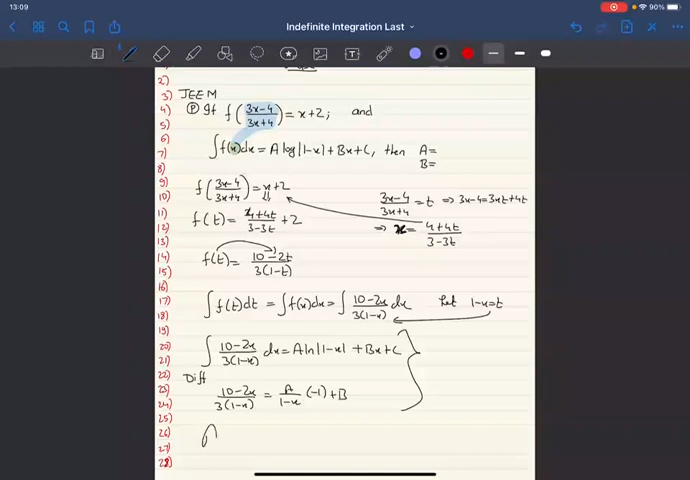 13:09
90%
Indefinite Integration Last
2)
3) JEE M
4) (P) If f((3x-4)/(3x+4)) = x+2; and
5)
6)
7) ∫f(x)dx = A log|1-x| + Bx + C, then A=
8) B=
9)
10) f((3x-4)/(3x+4)) = x+2
(3x-4)/(3x+4) = t ⇒ 3x-4 = 3xt+4t
11)
12) f(t) = (4+4t)/(3-3t) + 2
⇒ x = (4+4t)/(3-3t)
13)
14) f(t) = (10-2t)/(3(1-t))
15)
16)
17) ∫f(t)dt = ∫f(x)dx = ∫(10-2x)/(3(1-x)) dx let 1-x=t
18)
19)
20) ∫(10-2x)/(3(1-x)) dx = A ln|1-x| + Bx + C
21)
22) Diff
23) (10-2x)/(3(1-x)) = A/(1-x) (-1) + B
24)
25)
26)
27)
28)